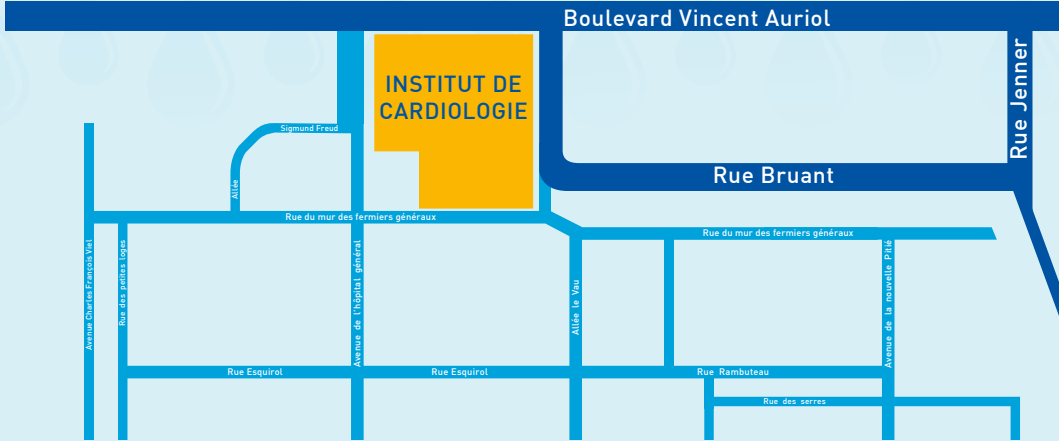 Boulevard Vincent Auriol
INSTITUT DE
CARDIOLOGIE
Rue Jenner
Sigmund Freud
Allée
Rue Bruant
Rue du mur des fermiers généraux
Rue du mur des fermiers généraux
Avenue Charles François Viel
Rue des petites loges
Avenue de l'hôpital général
Allée le Vau
Avenue de la nouvelle Pitié
Rue Esquirol
Rue Esquirol
Rue Rambuteau
Rue des serres